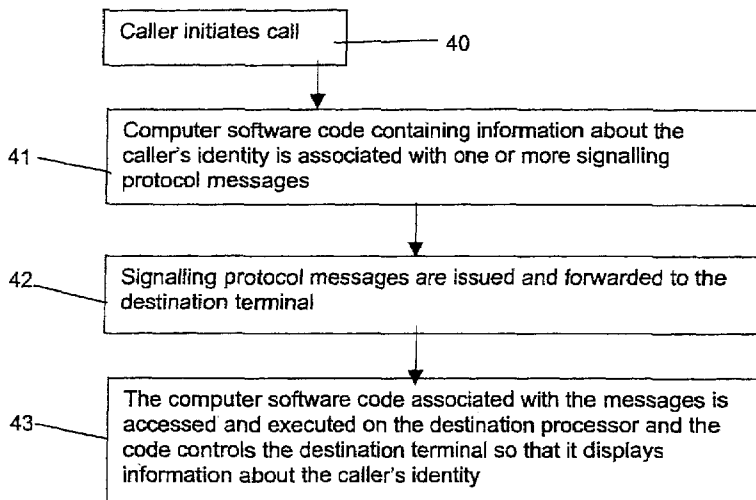 Caller initiates call
40
Computer software code containing information about the
caller's identity is associated with one or more signalling
protocol messages
41
Signalling protocol messages are issued and forwarded to the
destination terminal
42
The computer software code associated with the messages is
accessed and executed on the destination processor and the
code controls the destination terminal so that it displays
information about the caller's identity
43